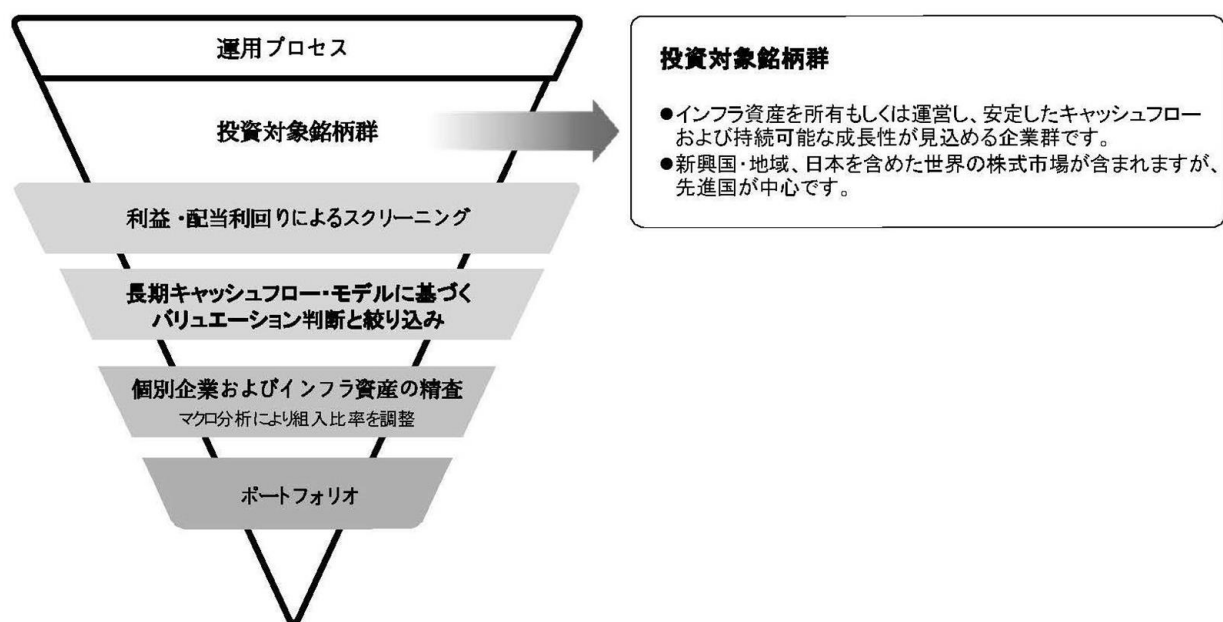 運用プロセス
投資対象銘柄群
利益・配当利回りによるスクリーニング
長期キャッシュフロー・モデルに基づく
バリュエーション判断と絞り込み
個別企業およびインフラ資産の精査
マクロ分析により組入比率を調整
ポートフォリオ
投資対象銘柄群
●インフラ資産を所有もしくは運営し、安定したキャッシュフロー
および持続可能な成長性が見込める企業群です。
●新興国・地域、日本を含めた世界の株式市場が含まれますが、
先進国が中心です。